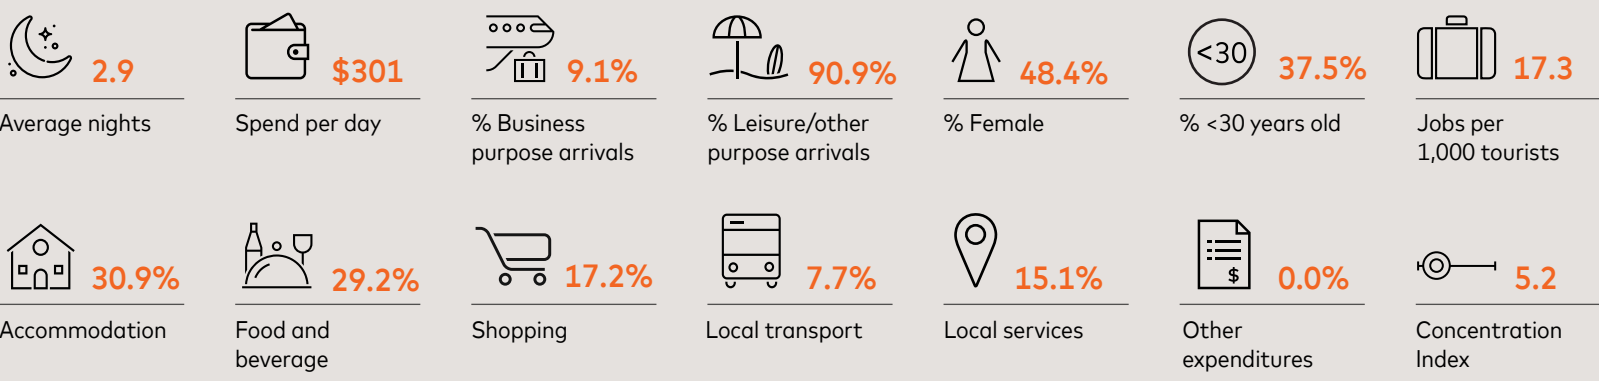 2.9
Average nights
$301
Spend per day
9.1%
% Business
purpose arrivals
90.9%
% Leisure/other
purpose arrivals
48.4%
% Female
<30
37.5%
% <30 years old
17.3
Jobs per
1,000 tourists
30.9%
Accommodation
29.2%
Food and
beverage
17.2%
Shopping
7.7%
Local transport
15.1%
Local services
$
0.0%
Other
expenditures
5.2
Concentration
Index